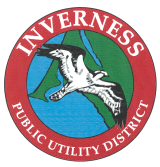 INVERNESS
PUBLIC UTILITY DISTRICT